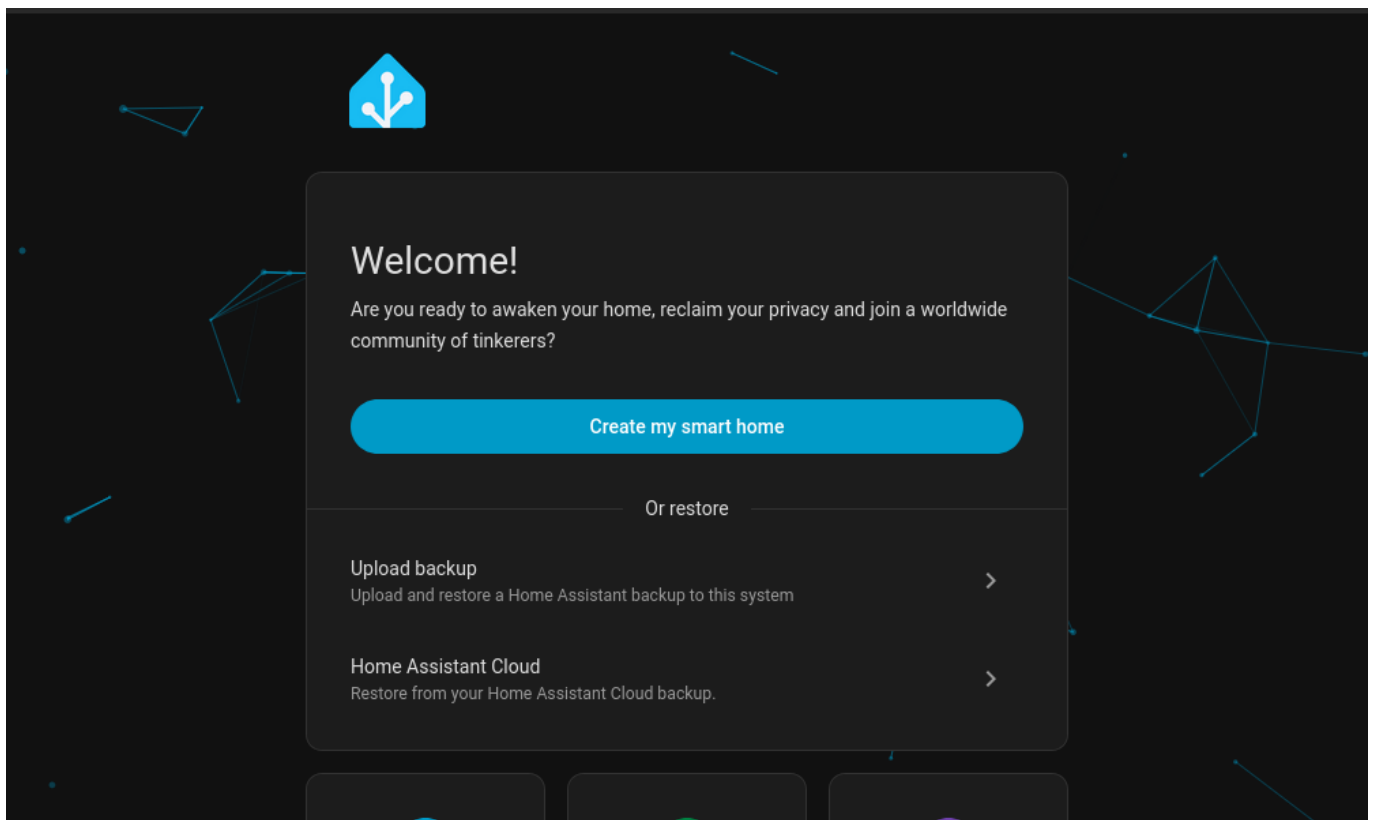 Welcome!
Are you ready to awaken your home, reclaim your privacy and join a worldwide
community of tinkerers?
Create my smart home
Or restore
Upload backup
Upload and restore a Home Assistant backup to this system
Home Assistant Cloud
Restore from your Home Assistant Cloud backup.